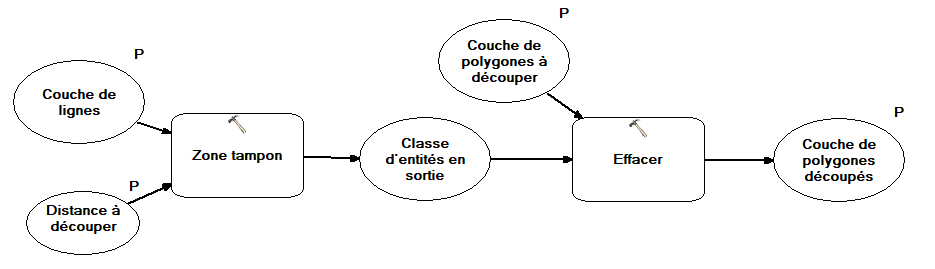 P
Couche de
lignes
P
Distance à
découper
Zone tampon
Classe
d'entités en
sortie
P
Couche de
polygones à
découper
Effacer
P
Couche de
polygones
découpés